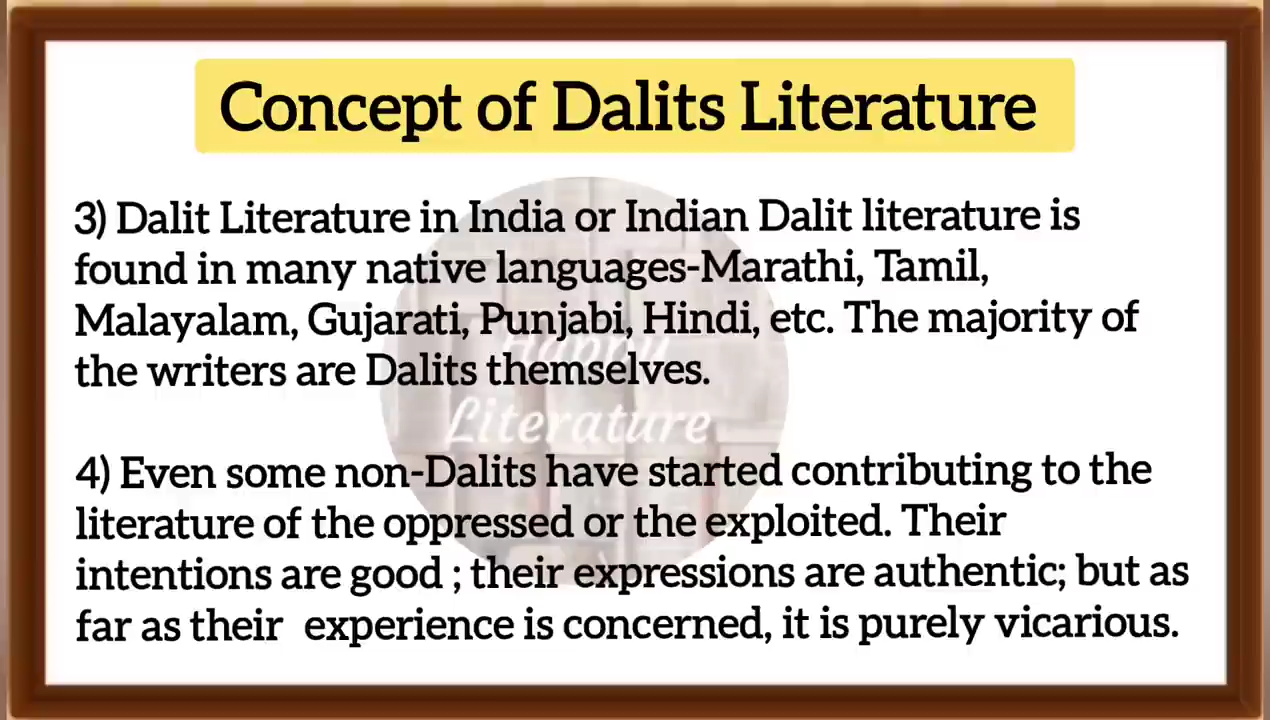 Concept of Dalits Literature
3) Dalit Literature in India or Indian Dalit literature is
found in many native languages-Marathi, Tamil,
Malayalam, Gujarati, Punjabi, Hindi, etc. The majority of
the writers are Dalits themselves.
Happy
Literature
4) Even some non-Dalits have started contributing to the
literature of the oppressed or the exploited. Their
intentions are good ; their expressions are authentic; but as
far as their experience is concerned, it is purely vicarious.